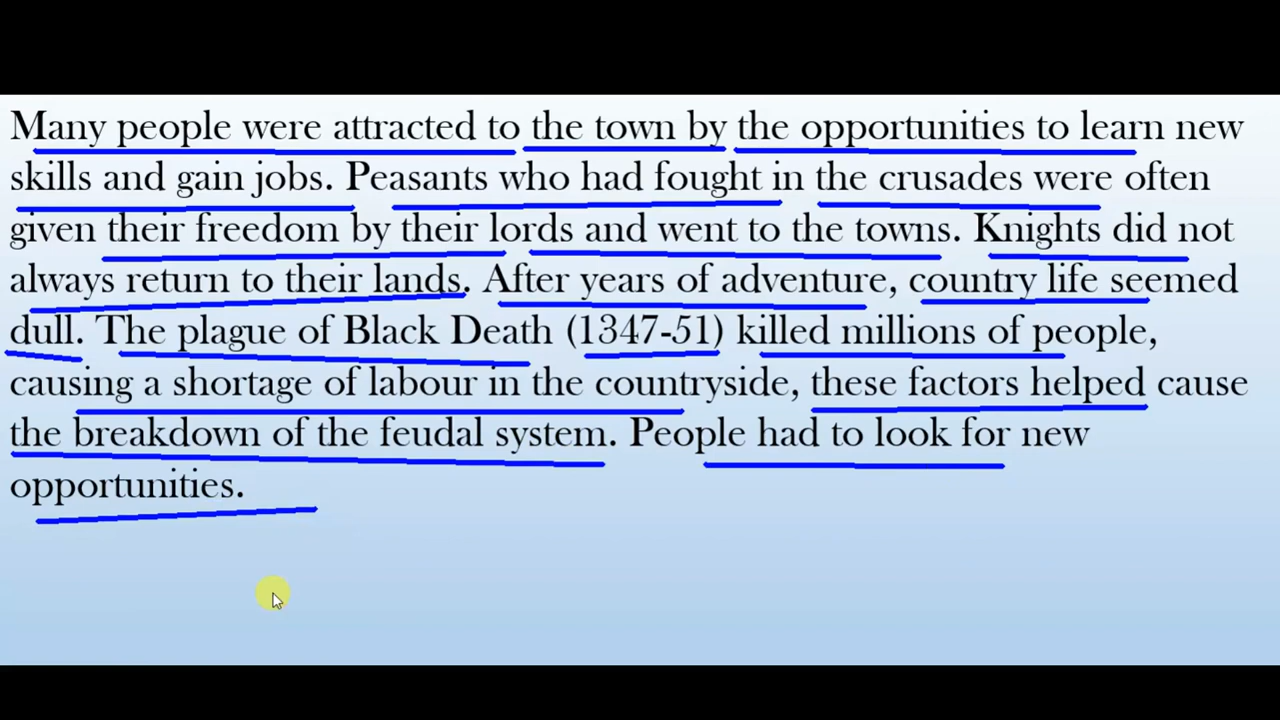 Many people were attracted to the town by the opportunities to learn new
skills and gain jobs. Peasants who had fought in the crusades were often
given their freedom by their lords and went to the towns. Knights did not
always return to their lands. After years of adventure, country life seemed
dull. The plague of Black Death (1347-51) killed millions of people,
causing a shortage of labour in the countryside, these factors helped cause
the breakdown of the feudal system. People had to look for new
opportunities.